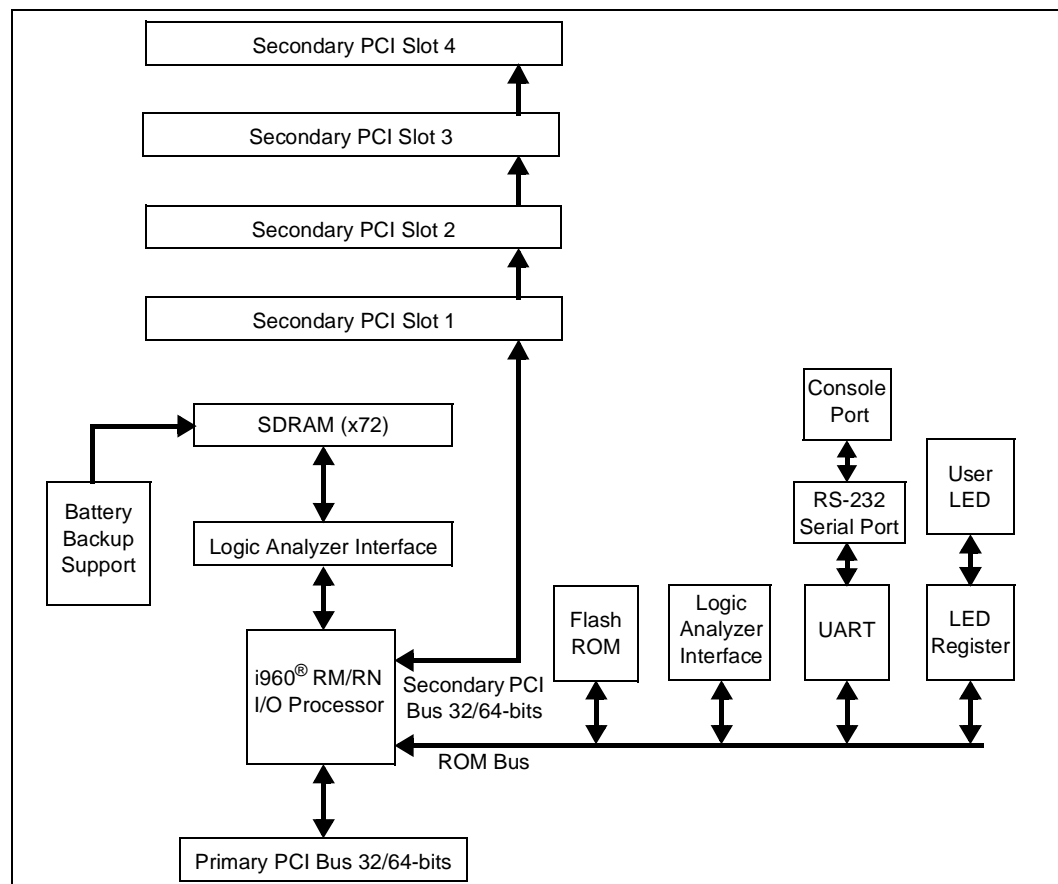 Secondary PCI Slot 4
Secondary PCI Slot 3
Secondary PCI Slot 2
Secondary PCI Slot 1
SDRAM (x72)
Battery
Backup
Support
Logic Analyzer Interface
i960® RM/RN
I/O Processor
Secondary PCI
Bus 32/64-bits
ROM Bus
Primary PCI Bus 32/64-bits
Flash
ROM
Logic
Analyzer
Interface
Console
Port
RS-232
Serial Port
UART
User
LED
LED
Register